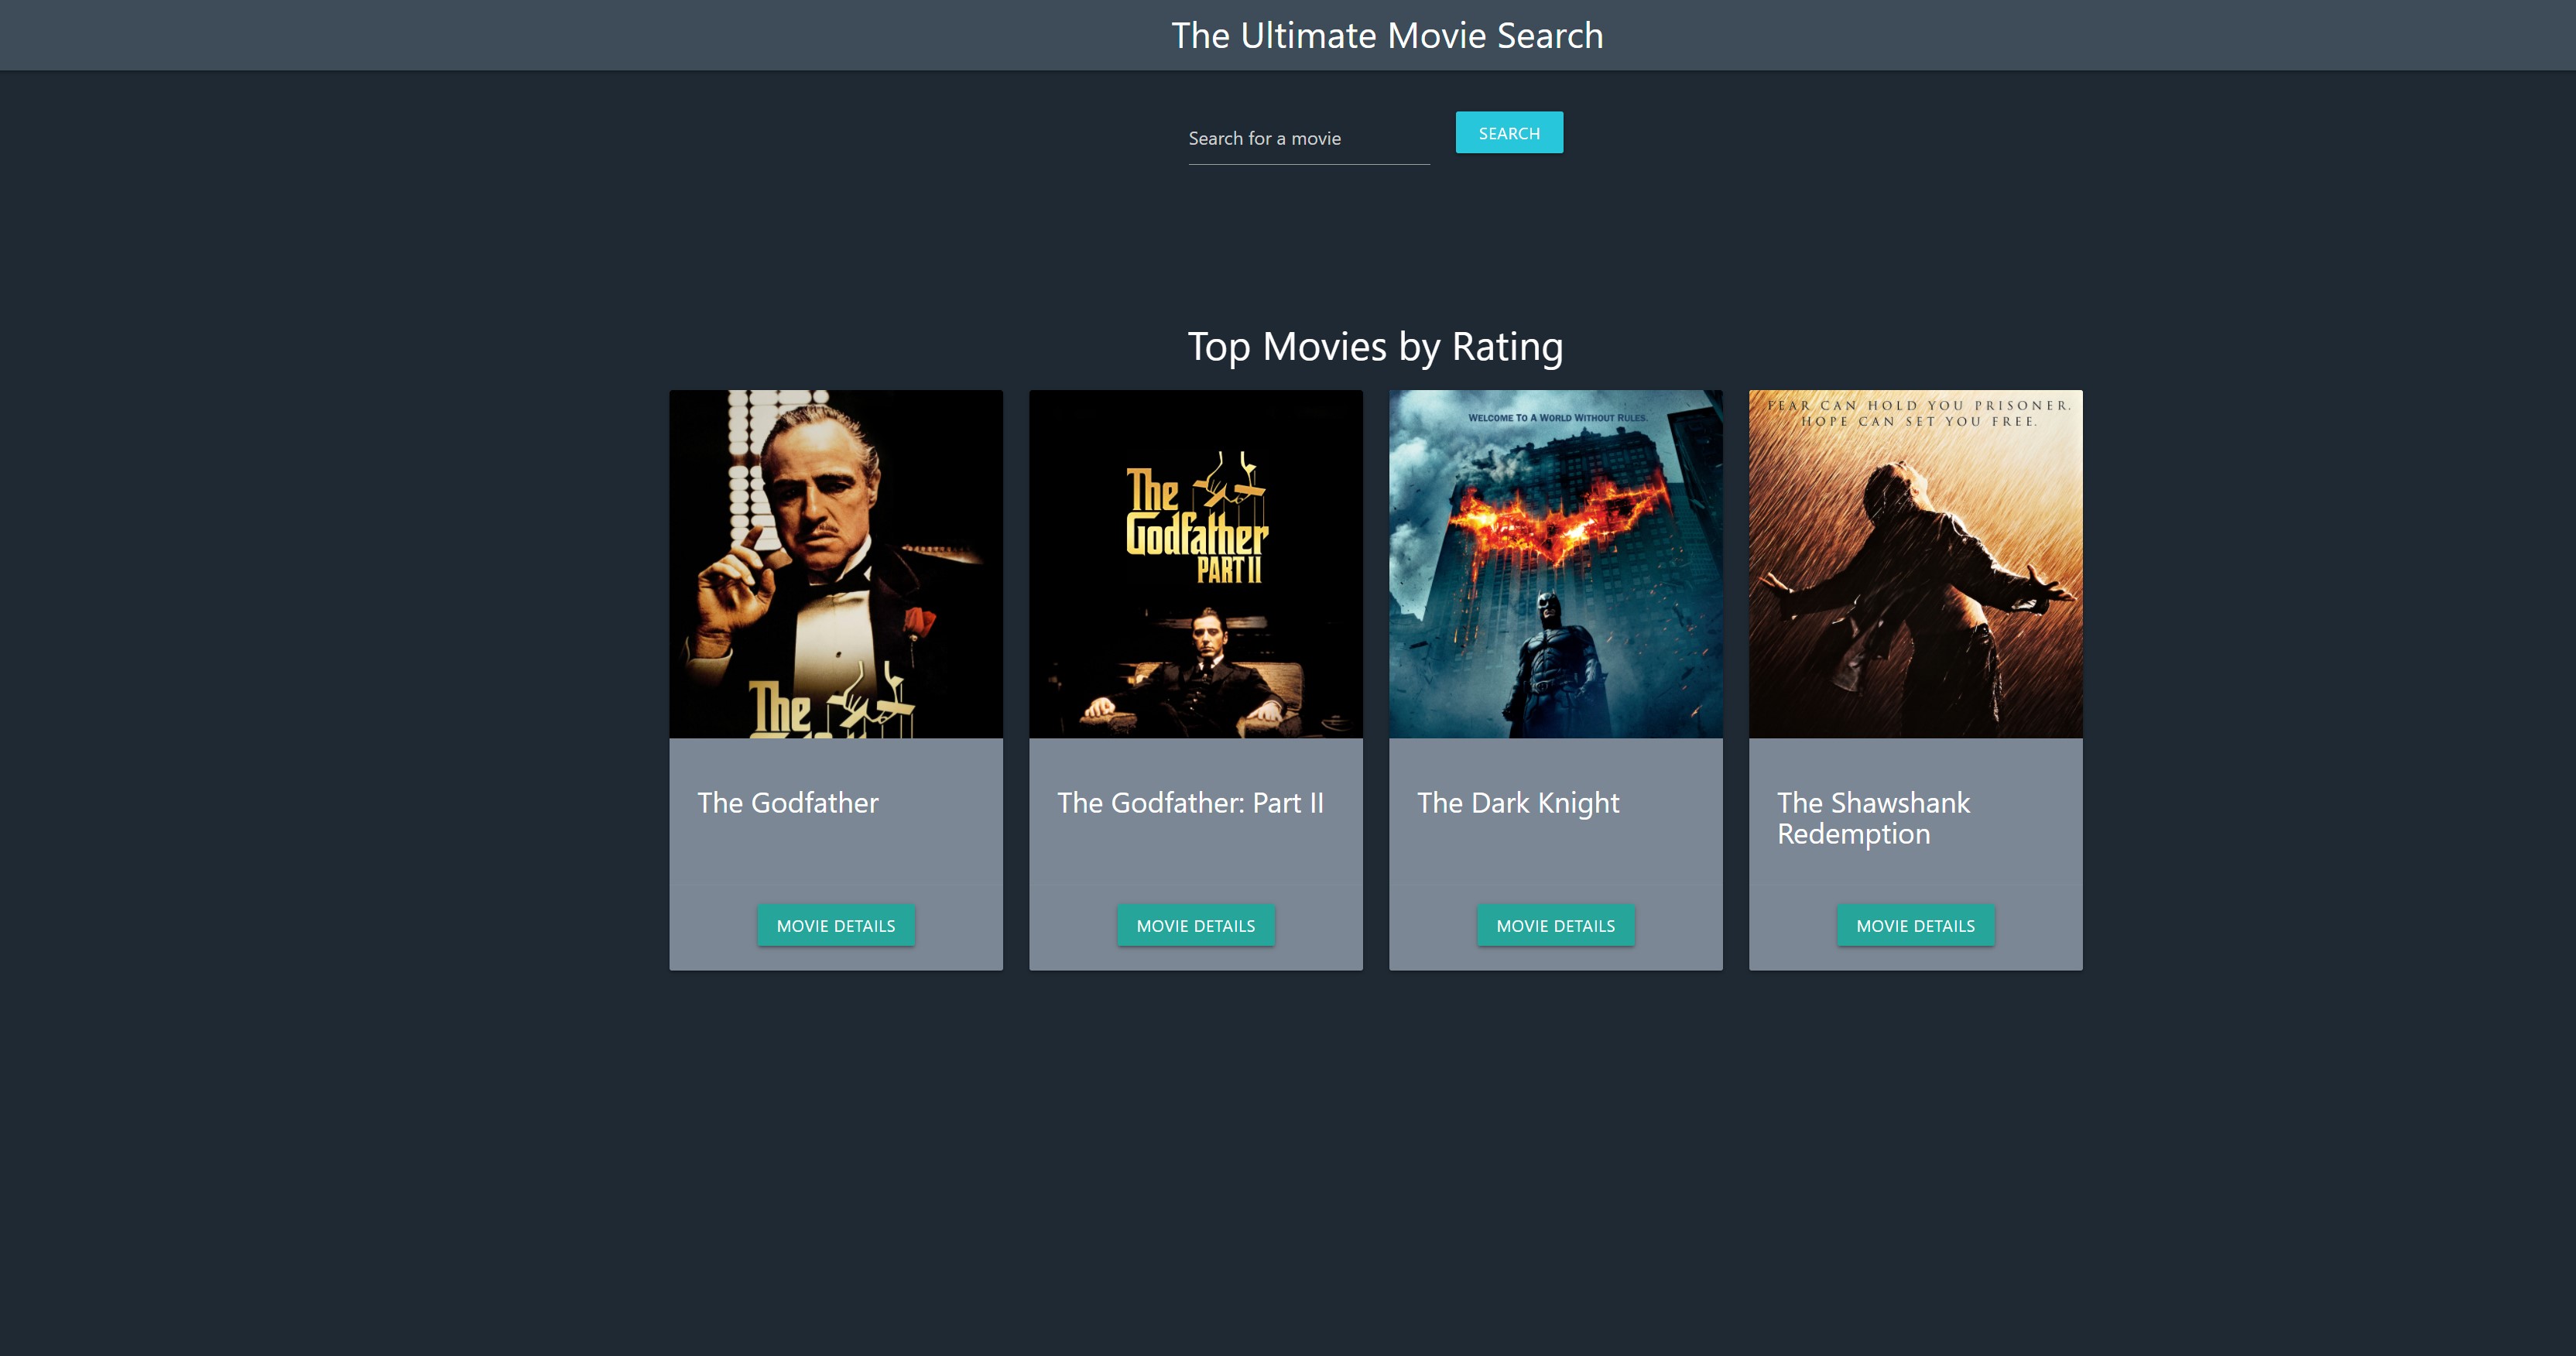 The Ultimate Movie Search
Search for a movie
SEARCH
Top Movies by Rating
The
The
Godfather
PART II
WELCOME TO A WORLD WITHOUT RULES.
FEAR CAN HOLD YOU PRISONER.
HOPE CAN SET YOU FREE.
The Godfather
The Godfather: Part II
The Dark Knight
The Shawshank
Redemption
MOVIE DETAILS
MOVIE DETAILS
MOVIE DETAILS
MOVIE DETAILS